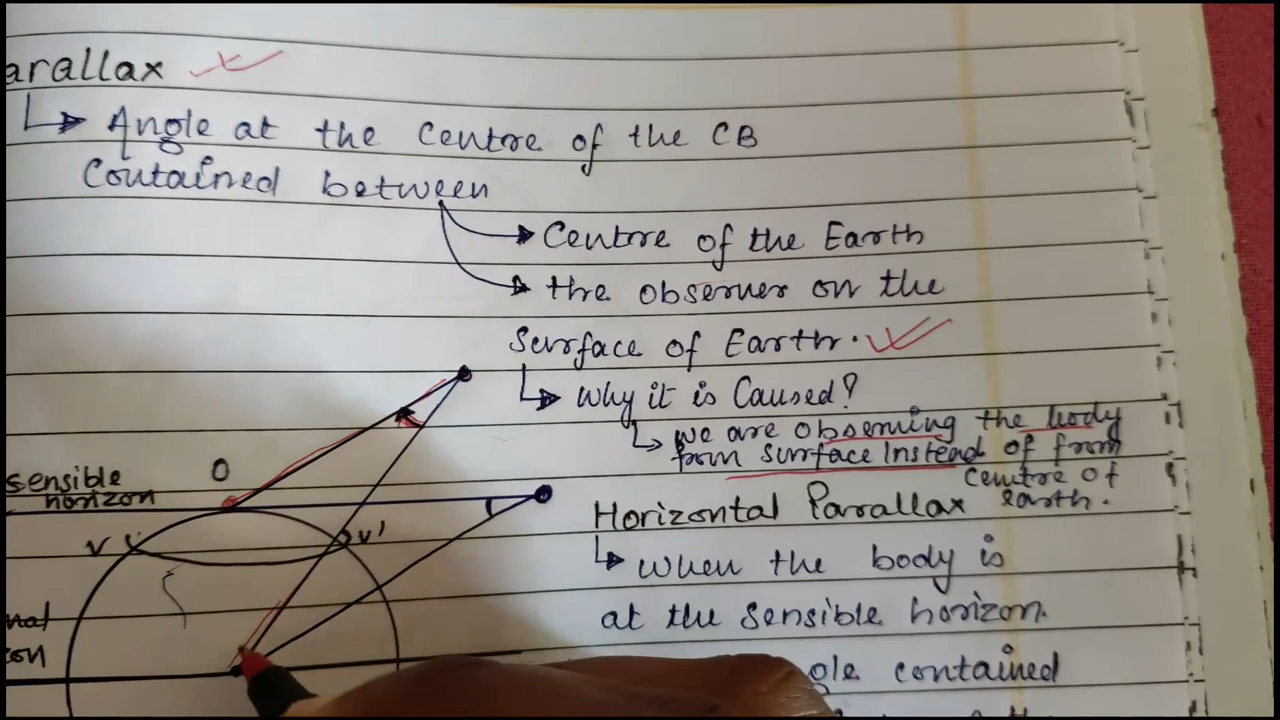 arallax
Angle at the Centre of the CB
Contained between
Centre of the Earth
the observer on the
Surface of Earth.
Why it is Caused?
we are observing the body
from surface Instead of from
Centre of
earth.
O
sensible
horizon
V
V'
Horizontal Parallax
When the body is
at the sensible horizon.
nal
zon
gle contained